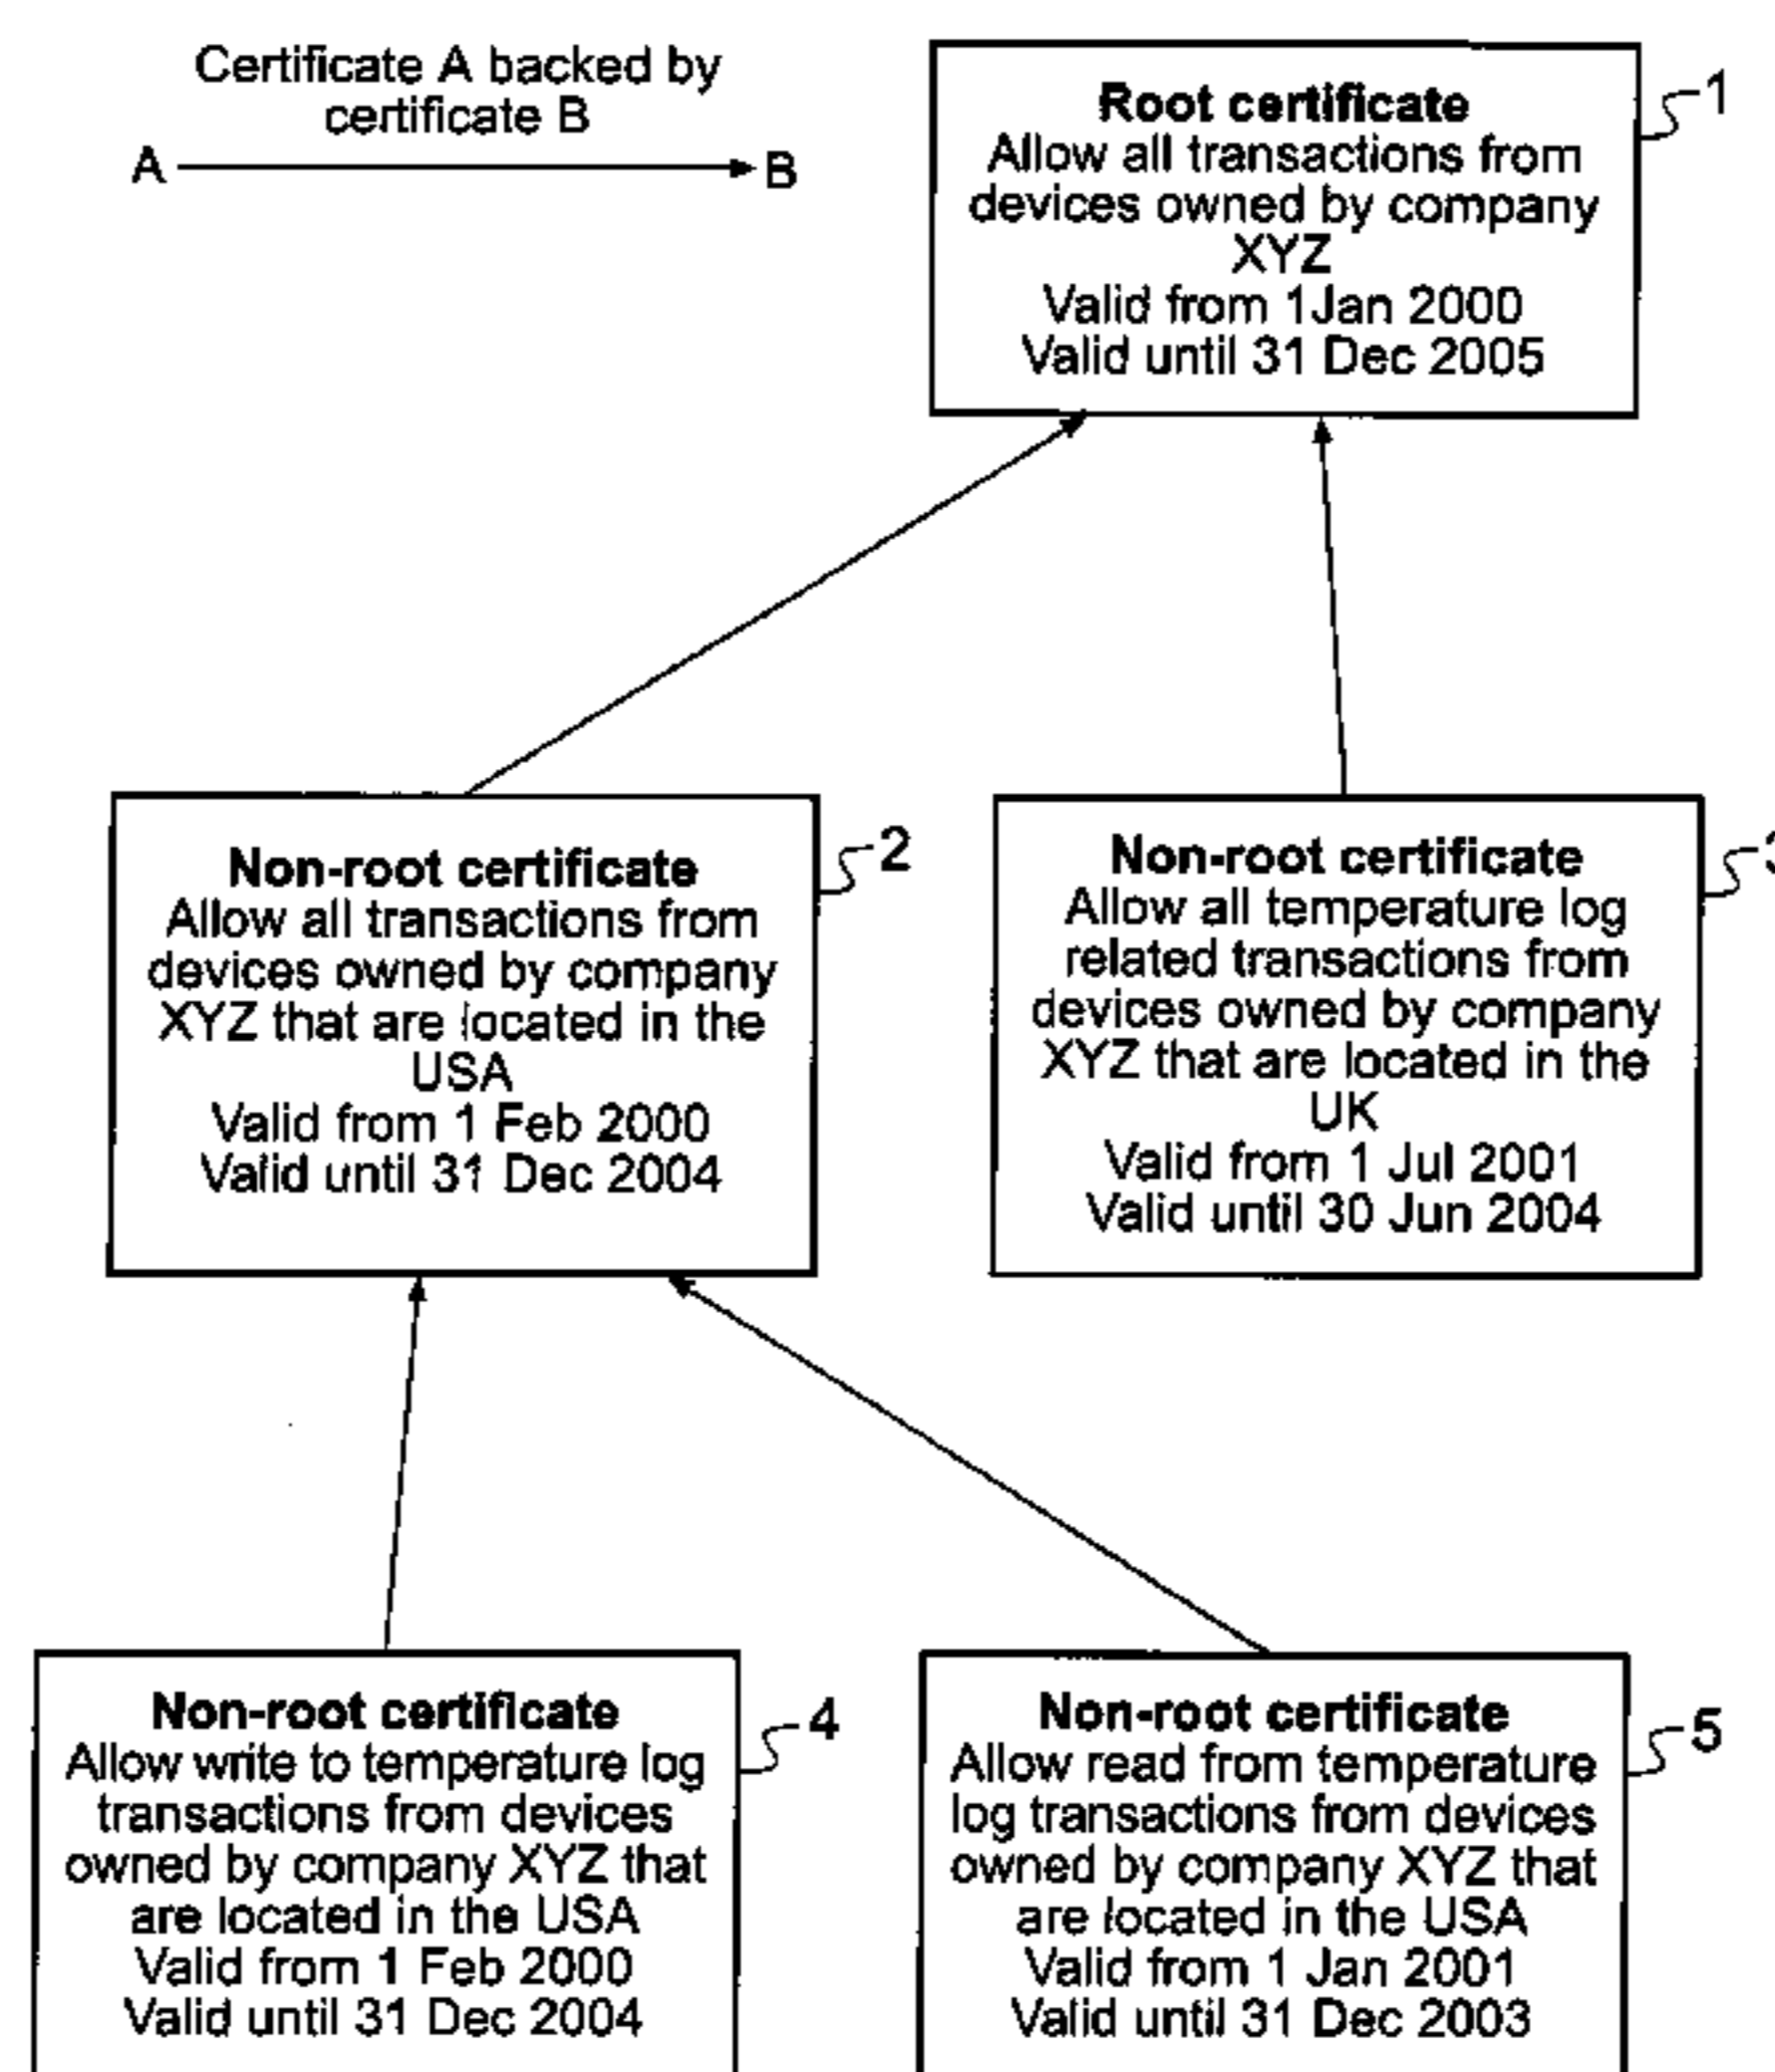 Certificate A backed by
certificate B
A
B
Root certificate
Allow all transactions from
devices owned by company
XYZ
Valid from 1Jan 2000
Valid until 31 Dec 2005
1
Non-root certificate
Allow all transactions from
devices owned by company
XYZ that are located in the
USA
Valid from 1 Feb 2000
Valid until 31 Dec 2004
2
Non-root certificate
Allow all temperature log
related transactions from
devices owned by company
XYZ that are located in the
UK
Valid from 1 Jul 2001
Valid until 30 Jun 2004
Non-root certificate
Allow write to temperature log
transactions from devices
owned by company XYZ that
are located in the USA
Valid from 1 Feb 2000
Valid until 31 Dec 2004
4
Non-root certificate
Allow read from temperature
log transactions from devices
owned by company XYZ that
are located in the USA
Valid from 1 Jan 2001
Valid until 31 Dec 2003
5